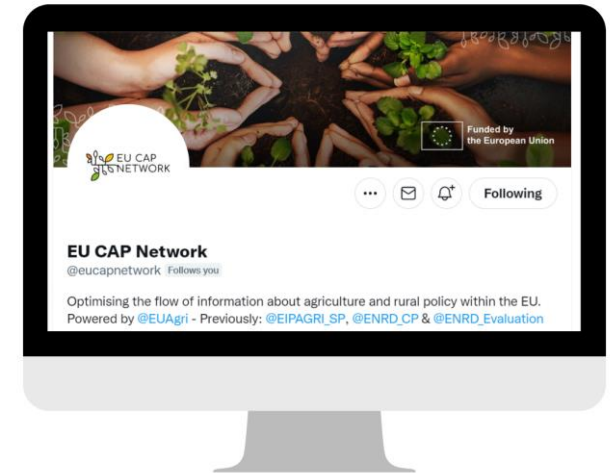 Funded by
the European Union
EU CAP
NETWORK
Following
EU CAP Network
@eucapnetwork Follows you
Optimising the flow of information about agriculture and rural policy within the EU.
Powered by @EUAgri - Previously: @EIPAGRI_SP, @ENRD_CP & @ENRD_Evaluation